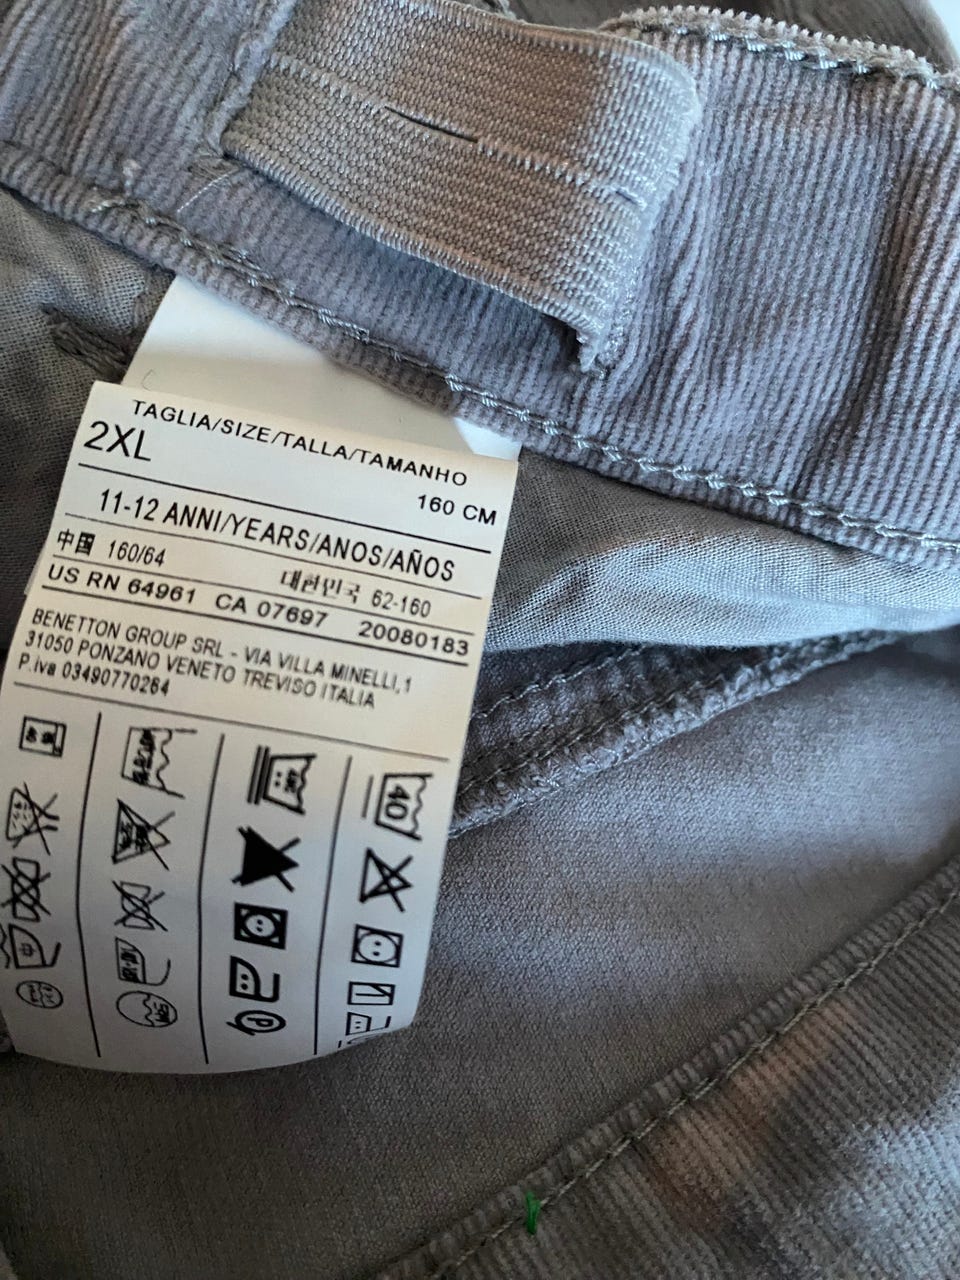 TAGLIA/SIZE/TALLA/TAMANHO
2XL
160 CM
11-12 ANNI/YEARS/ANOS/AÑOS
中国 160/64 대한민국 62-160
US RN 64961 CA 07697 20080183
BENETTON GROUP SRL - VIA VILLA MINELLI,1
31050 PONZANO VENETO TREVISO ITALIA
P.iva 03490770264
40
P